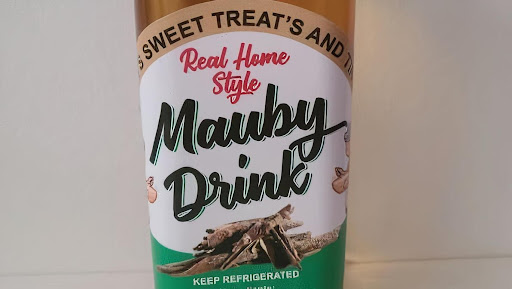 S SWEET TREAT'S AND
Real Home
Style
Mauby
Drink
KEEP REFRIGERATED